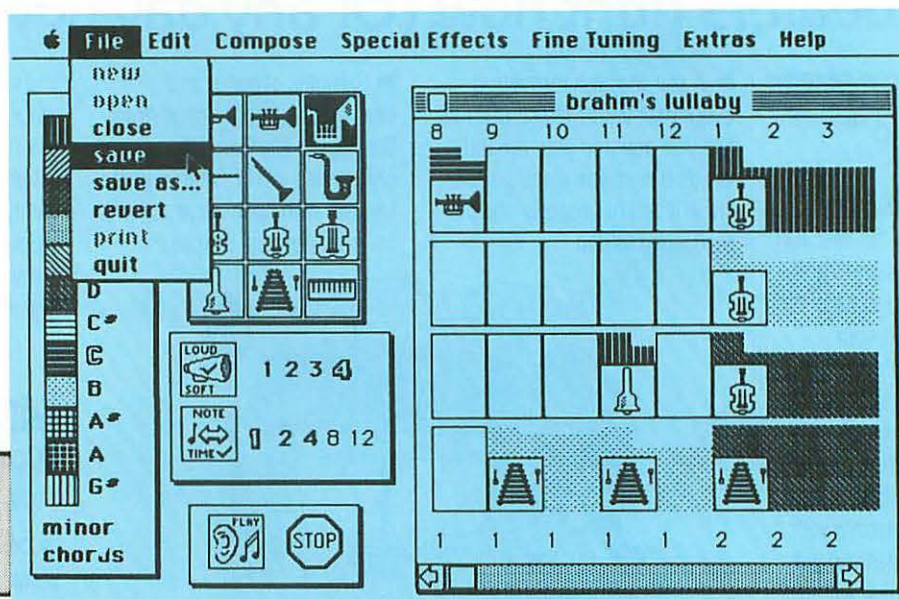 File Edit Compose Special Effects Fine Tuning Extras Help
new
open
close
save
save as...
revert
print
quit
D
C#
C
B
A#
A
G#
minor
chords
LOUD
SOFT
1 2 3 4
NOTE
TIME
1 2 4 8 12
PLAY
STOP
brahm's lullaby
8 9 10 11 12 1 2 3
1 1 1 1 1 2 2 2